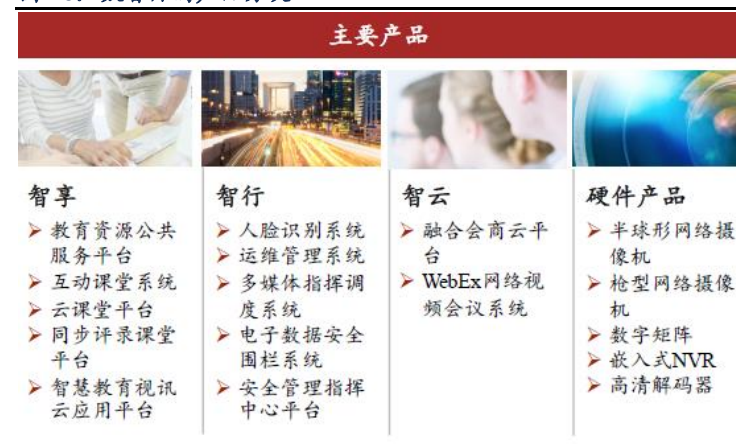 主要产品
智享
教育资源公共
服务平台
互动课堂系统
云课堂平台
同步评录课堂
平台
智慧教育视讯
云应用平台
智行
人脸识别系统
运维管理系统
多媒体指挥调
度系统
电子数据安全
围栏系统
安全管理指挥
中心平台
智云
融合会商云平
台
WebEx网络视
频会议系统
硬件产品
半球形网络摄
像机
枪型网络摄像
机
数字矩阵
嵌入式NVR
高清解码器